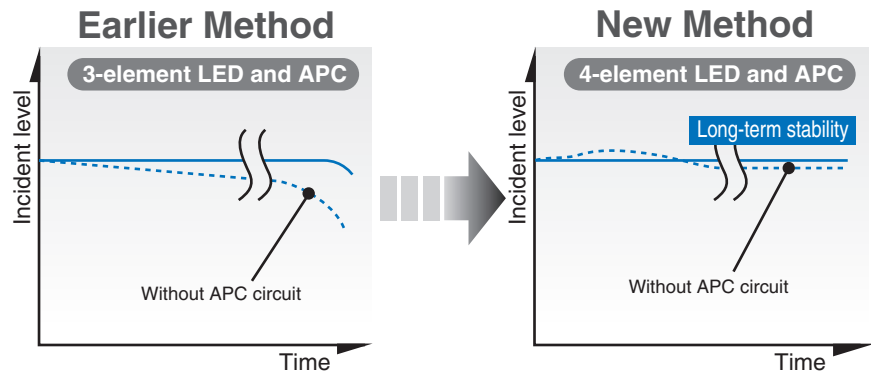 Earlier Method
3-element LED and APC
Incident level
Without APC circuit
Time
New Method
4-element LED and APC
Long-term stability
Incident level
Without APC circuit
Time